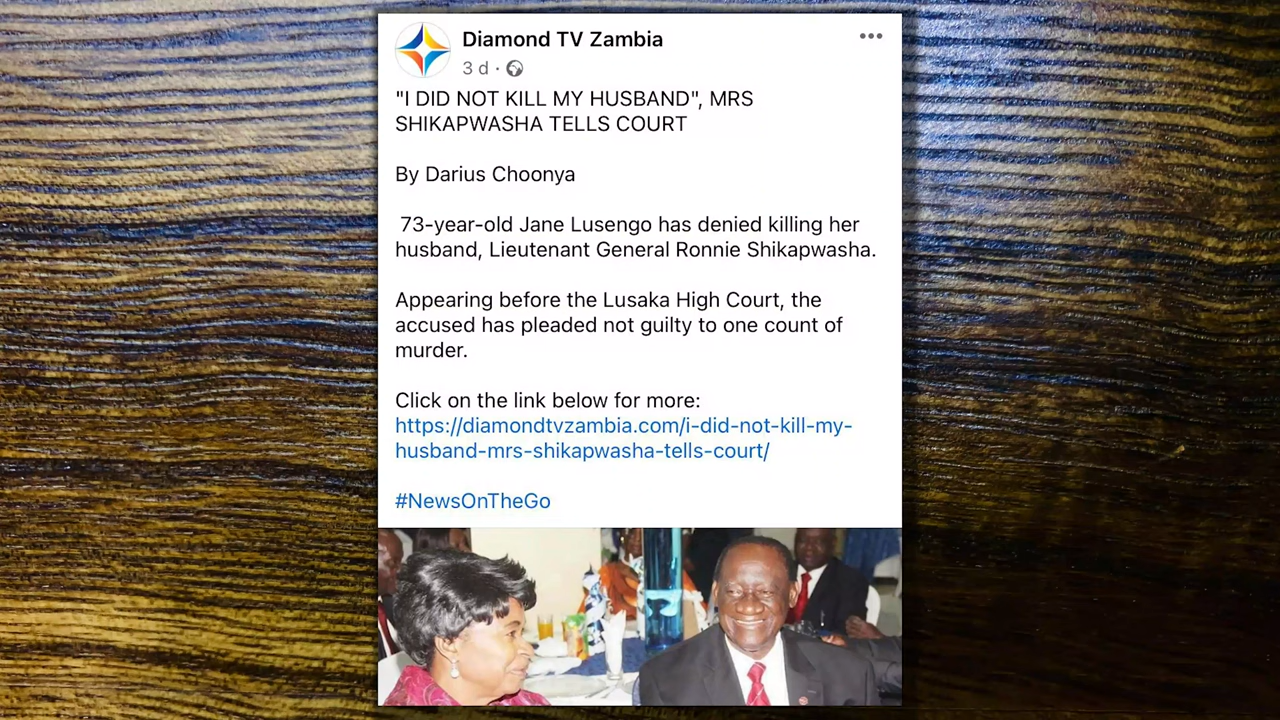 Diamond TV Zambia
3 d ·
"I DID NOT KILL MY HUSBAND", MRS
SHIKAPWASHA TELLS COURT
By Darius Choonya
73-year-old Jane Lusengo has denied killing her
husband, Lieutenant General Ronnie Shikapwasha.
Appearing before the Lusaka High Court, the
accused has pleaded not guilty to one count of
murder.
Click on the link below for more:
https://diamondtvzambia.com/i-did-not-kill-my-
husband-mrs-shikapwasha-tells-court/
#NewsOnTheGo